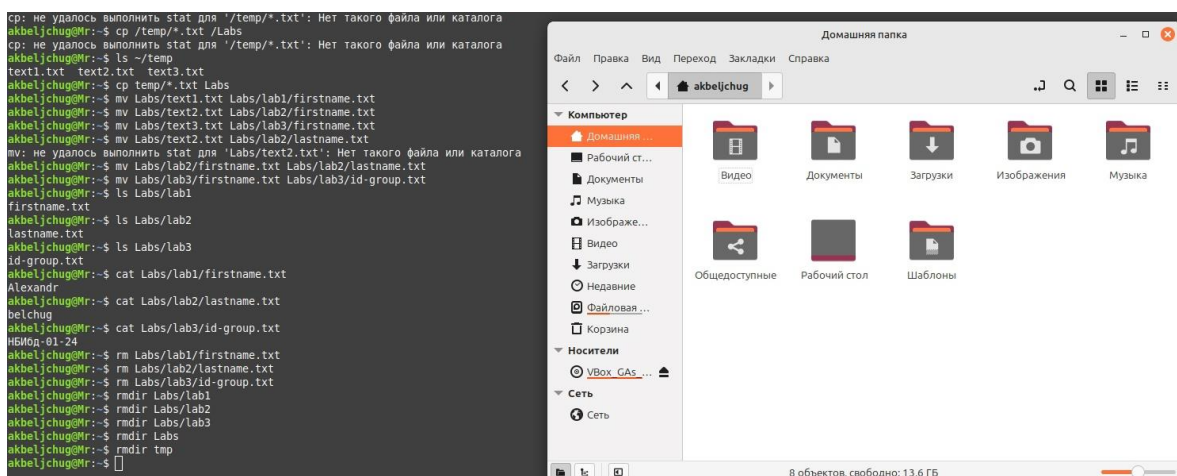 cp: не удалось выполнить stat для '/temp/*.txt': Нет такого файла или каталога
akbeljchug@Mr:~$ cp /temp/*.txt /Labs
cp: не удалось выполнить stat для '/temp/*.txt': Нет такого файла или каталога
akbeljchug@Mr:~$ ls ~/temp
text1.txt  text2.txt  text3.txt
akbeljchug@Mr:~$ cp temp/*.txt Labs
akbeljchug@Mr:~$ mv Labs/text1.txt Labs/lab1/firstname.txt
akbeljchug@Mr:~$ mv Labs/text2.txt Labs/lab2/firstname.txt
akbeljchug@Mr:~$ mv Labs/text3.txt Labs/lab3/firstname.txt
akbeljchug@Mr:~$ mv Labs/text2.txt Labs/lab2/lastname.txt
mv: не удалось выполнить stat для 'Labs/text2.txt': Нет такого файла или каталога
akbeljchug@Mr:~$ mv Labs/lab2/firstname.txt Labs/lab2/lastname.txt
akbeljchug@Mr:~$ mv Labs/lab3/firstname.txt Labs/lab3/id-group.txt
akbeljchug@Mr:~$ ls Labs/lab1
firstname.txt
akbeljchug@Mr:~$ ls Labs/lab2
lastname.txt
akbeljchug@Mr:~$ ls Labs/lab3
id-group.txt
akbeljchug@Mr:~$ cat Labs/lab1/firstname.txt
Alexandr
akbeljchug@Mr:~$ cat Labs/lab2/lastname.txt
belchug
akbeljchug@Mr:~$ cat Labs/lab3/id-group.txt
НБИбд-01-24
akbeljchug@Mr:~$ rm Labs/lab1/firstname.txt
akbeljchug@Mr:~$ rm Labs/lab2/lastname.txt
akbeljchug@Mr:~$ rm Labs/lab3/id-group.txt
akbeljchug@Mr:~$ rmdir Labs/lab1
akbeljchug@Mr:~$ rmdir Labs/lab2
akbeljchug@Mr:~$ rmdir Labs/lab3
akbeljchug@Mr:~$ rmdir Labs
akbeljchug@Mr:~$ rmdir tmp
akbeljchug@Mr:~$
Домашняя папка
Файл Правка Вид Переход Закладки Справка
akbeljchug
Компьютер
Домашняя ...
Рабочий ст...
Документы
Музыка
Изображе...
Видео
Загрузки
Недавние
Файловая ...
Корзина
Носители
VBox_GAs_...
Сеть
Сеть
Видео Документы Загрузки Изображения Музыка
Общедоступные Рабочий стол Шаблоны
8 объектов, свободно: 13,6 ГБ